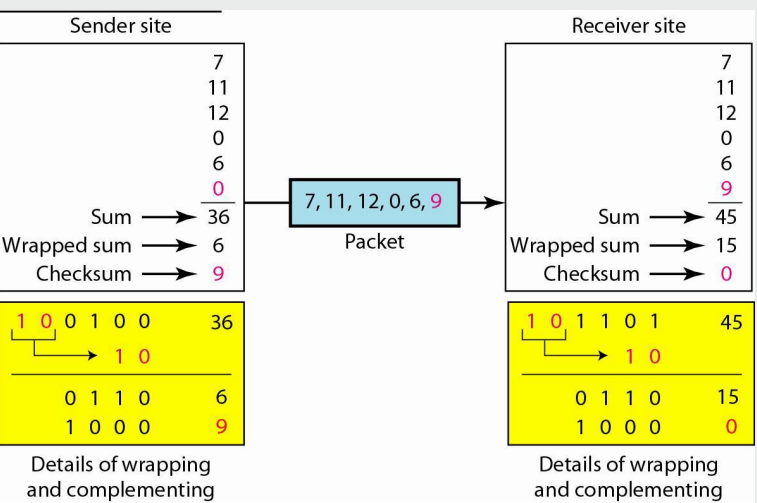 Sender site
7
11
12
0
6
0
Sum 36
Wrapped sum 6
Checksum 9
1 0 0 1 0 0 36
1 0
0 1 1 0 6
1 0 0 0 9
Details of wrapping
and complementing
7, 11, 12, 0, 6, 9
Packet
Receiver site
7
11
12
0
6
9
Sum 45
Wrapped sum 15
Checksum 0
1 0 1 1 0 1 45
1 0
0 1 1 0 15
1 0 0 0 0
Details of wrapping
and complementing